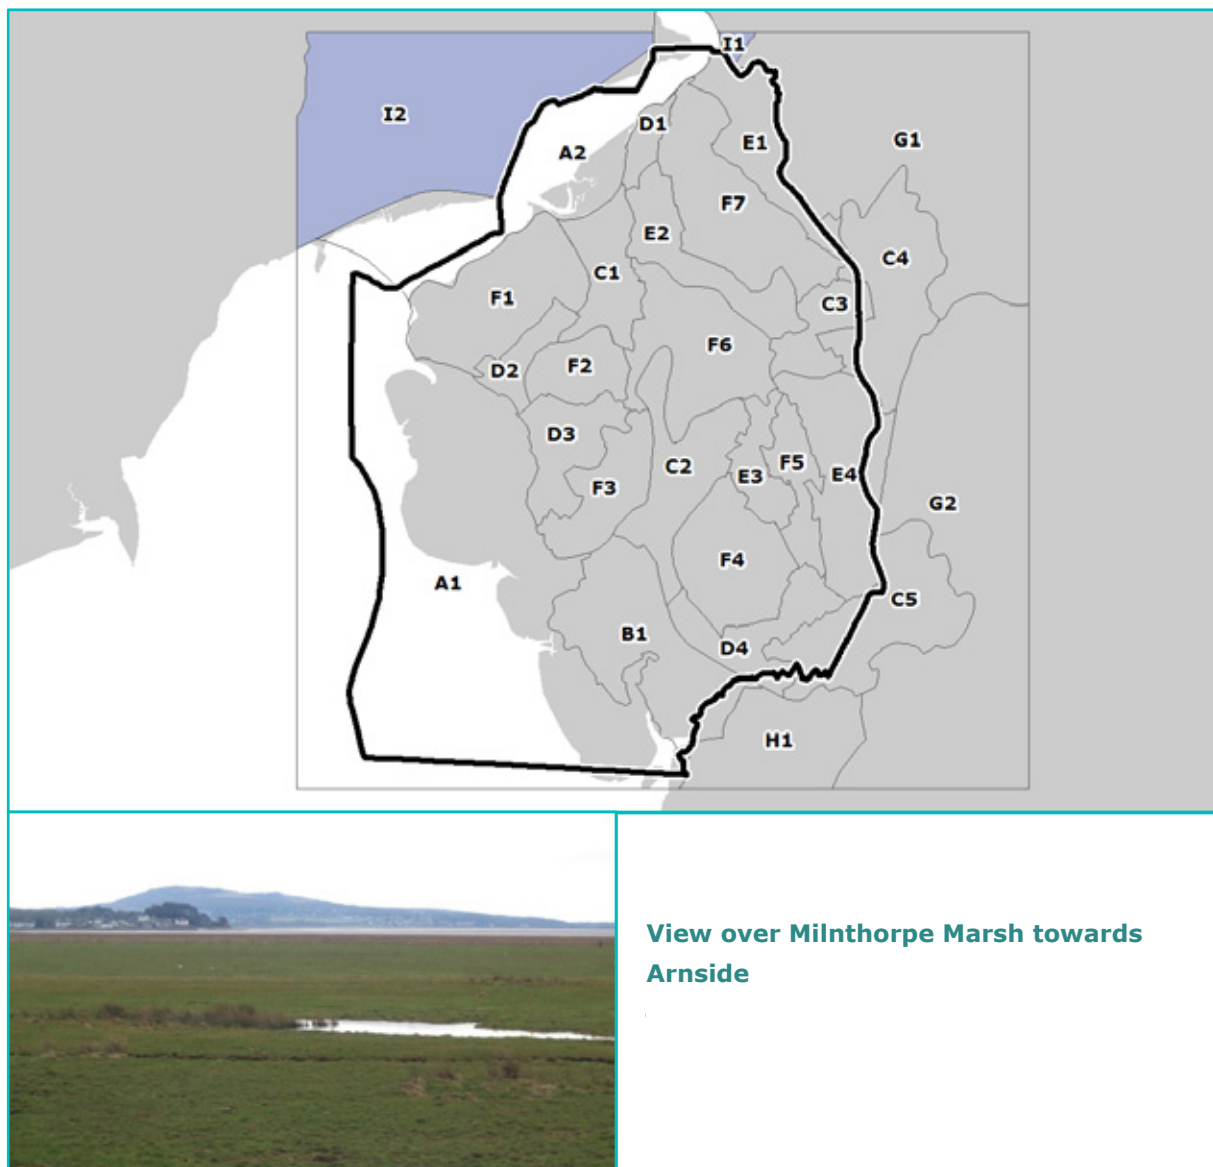 I1
I2
D1
A2
E1
G1
F7
E2
C4
C1
F1
C3
F6
F2
D2
D3
C2
F5
E3
E4
F3
G2
F4
A1
C5
B1
D4
H1
View over Milnthorpe Marsh towards
Arnside